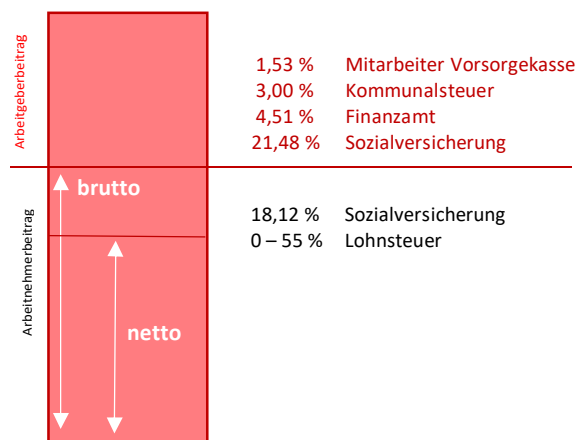 Arbeitgeberbeitrag
1,53 % Mitarbeiter Vorsorgekasse
3,00 % Kommunalsteuer
4,51 % Finanzamt
21,48 % Sozialversicherung
brutto
Arbeitnehmerbeitrag
18,12 % Sozialversicherung
0 – 55 % Lohnsteuer
netto